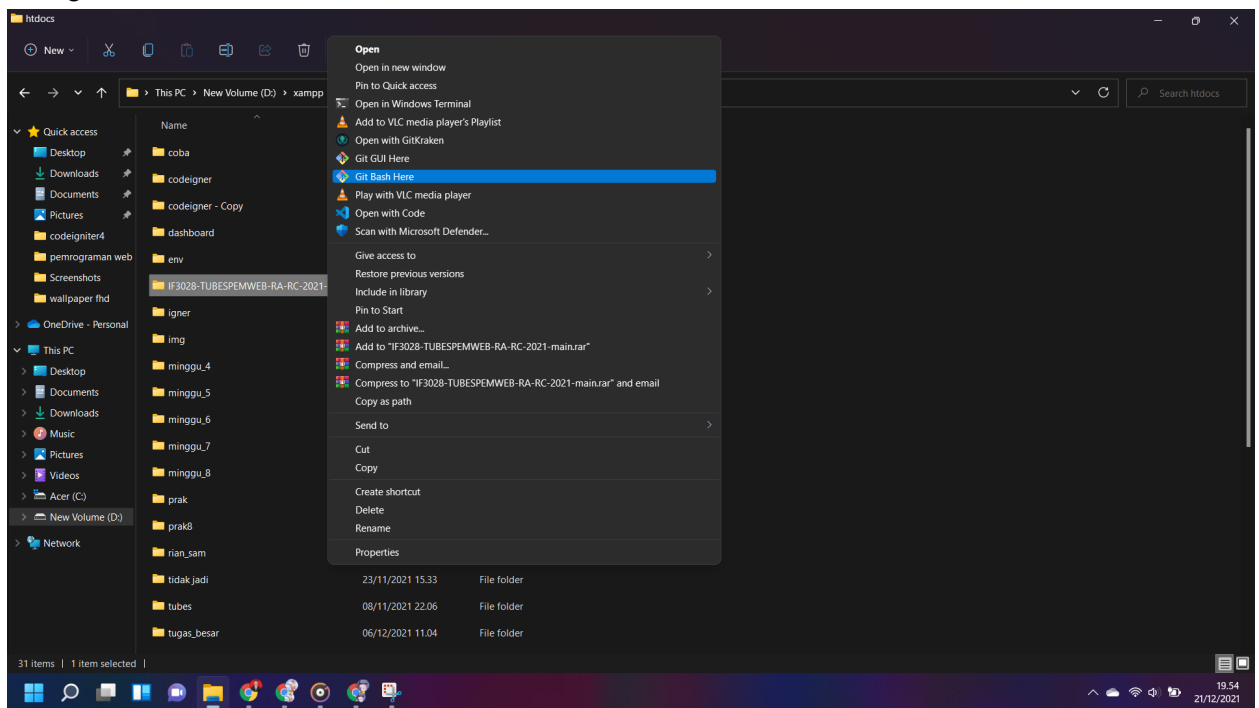 htdocs
New
This PC > New Volume (D:) > xampp
Search htdocs
Quick access
Desktop
Downloads
Documents
Pictures
codeigniter4
pemrograman web
Screenshots
wallpaper fhd
OneDrive - Personal
This PC
Desktop
Documents
Downloads
Music
Pictures
Videos
Acer (C:)
New Volume (D:)
Network
Name
coba
codeigner
codeigner - Copy
dashboard
env
IF3028-TUBESPEMWEB-RA-RC-2021-
igner
img
minggu_4
minggu_5
minggu_6
minggu_7
minggu_8
prak
prak8
rian_sam
tidak jadi 23/11/2021 15.33 File folder
tubes 08/11/2021 22.06 File folder
tugas_besar 06/12/2021 11.04 File folder
Open
Open in new window
Pin to Quick access
Open in Windows Terminal
Add to VLC media player's Playlist
Open with GitKraken
Git GUI Here
Git Bash Here
Play with VLC media player
Open with Code
Scan with Microsoft Defender...
Give access to
Restore previous versions
Include in library
Pin to Start
Add to archive...
Add to "IF3028-TUBESPEMWEB-RA-RC-2021-main.rar"
Compress and email...
Compress to "IF3028-TUBESPEMWEB-RA-RC-2021-main.rar" and email
Copy as path
Send to
Cut
Copy
Create shortcut
Delete
Rename
Properties
31 items | 1 item selected |
19.54
21/12/2021